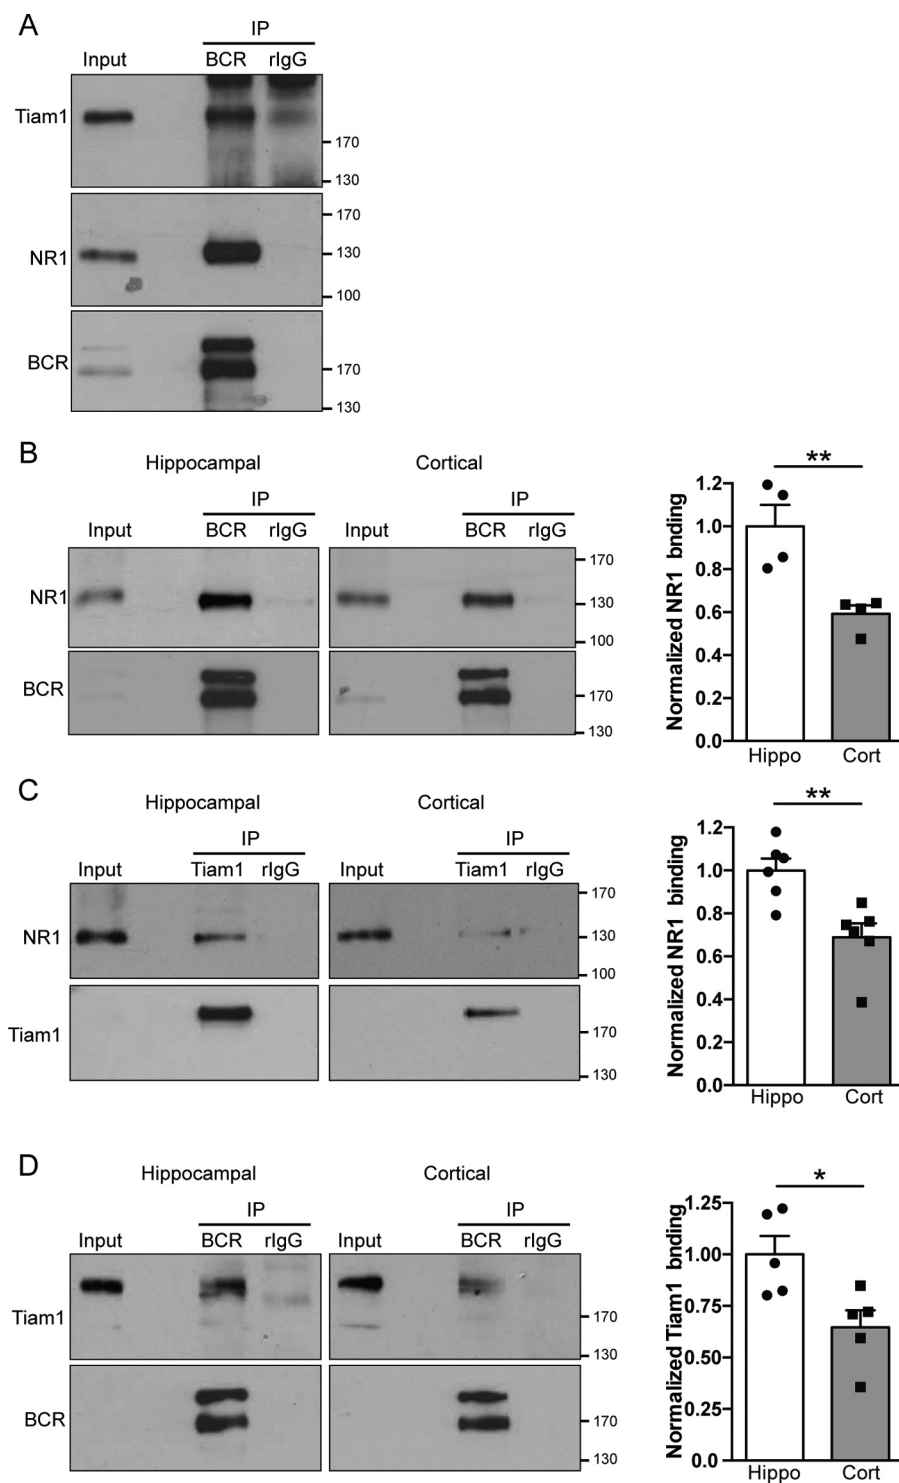 A
IP
Input BCR rIgG
Tiam1
170
130
NR1
170
130
100
BCR
170
130
B
Hippocampal Cortical
IP IP
Input BCR rIgG Input BCR rIgG
NR1
170
130
100
BCR
170
130
**
Normalized NR1 bnding
1.2
1.0
0.8
0.6
0.4
0.2
0.0
Hippo Cort
C
Hippocampal Cortical
IP IP
Input Tiam1 rIgG Input Tiam1 rIgG
NR1
170
130
100
Tiam1
170
130
**
Normalized NR1 binding
1.2
1.0
0.8
0.6
0.4
0.2
0.0
Hippo Cort
D
Hippocampal Cortical
IP IP
Input BCR rIgG Input BCR rIgG
Tiam1
170
130
BCR
170
130
*
Normalized Tiam1 bnding
1.25
1.00
0.75
0.50
0.25
0.0
Hippo Cort